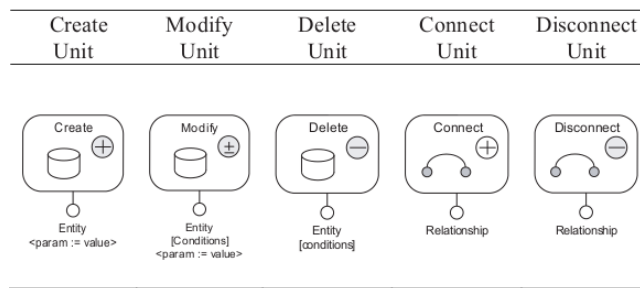 Create Unit
Modify Unit
Delete Unit
Connect Unit
Disconnect Unit
Create
+
Modify
±
Delete
−
Connect
+
Disconnect
−
Entity
<param := value>
Entity
[Conditions]
<param := value>
Entity
[conditions]
Relationship
Relationship